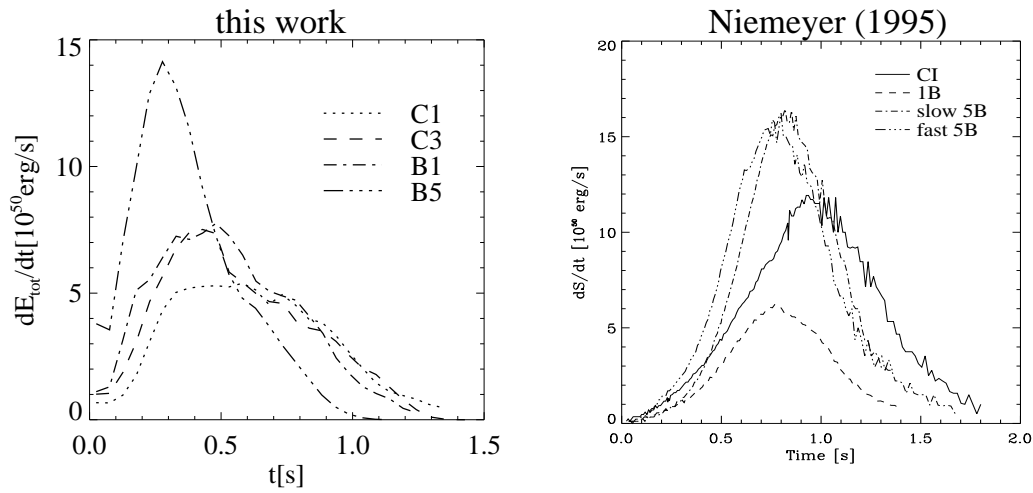 this work
15
10
5
0
dE_tot/dt[10^50 erg/s]
C1
C3
B1
B5
0.0 0.5 1.0 1.5
t[s]
Niemeyer (1995)
20
15
10
5
0
dS/dt [10 erg/s]
CI
1B
slow 5B
fast 5B
0.0 0.5 1.0 1.5 2.0
Time [s]